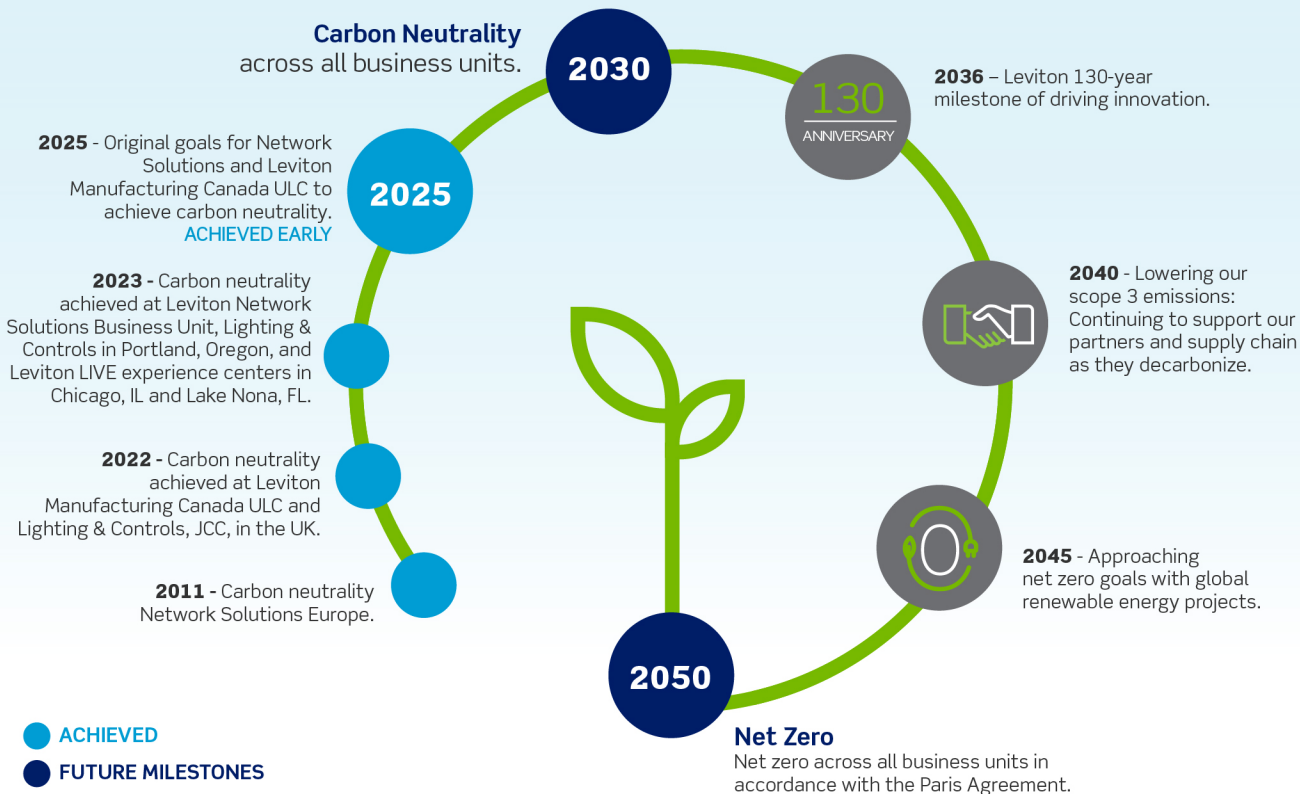 Carbon Neutrality
across all business units.
2030
130
ANNIVERSARY
2036 – Leviton 130-year
milestone of driving innovation.
2025 - Original goals for Network
Solutions and Leviton
Manufacturing Canada ULC to
achieve carbon neutrality.
ACHIEVED EARLY
2025
2023 - Carbon neutrality
achieved at Leviton Network
Solutions Business Unit, Lighting &
Controls in Portland, Oregon, and
Leviton LIVE experience centers in
Chicago, IL and Lake Nona, FL.
2040 - Lowering our
scope 3 emissions:
Continuing to support our
partners and supply chain
as they decarbonize.
2022 - Carbon neutrality
achieved at Leviton
Manufacturing Canada ULC and
Lighting & Controls, JCC, in the UK.
2011 - Carbon neutrality
Network Solutions Europe.
0
2045 - Approaching
net zero goals with global
renewable energy projects.
2050
Net Zero
Net zero across all business units in
accordance with the Paris Agreement.
ACHIEVED
FUTURE MILESTONES